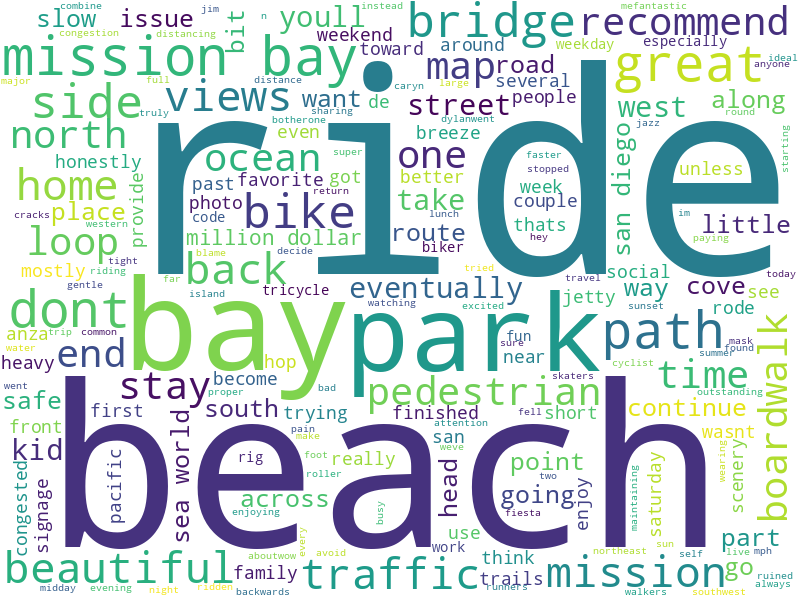 slow issue bit youll weekend jim combine n instead around toward weekday mefantastic anyone
congestion distancing distance especially
mission bay bridge recommend
side views want map road several great ideal
major full de street people west along
north truly caryn sharing dylanwent large round jazz
botherone breeze
honestly even ocean one san diego unless starting
super faster
home past favorite got better week stopped
provide photo take couple im
cracks place return lunch code route thats hey paying little
western tight million dollar biker
loop mostly riding blame decide back social way cove see today
far tricycle eventually tried travel
gentle island watching excited jetty rode sunset
ride
dont bay park path
anza trip common hop fun sure near summer mask found
water
heavy end bad skaters cyclist time boardwalk
stay become proper pedestrian outstanding
safe went first south trying finished fell short continue
front pain san attention wasnt
kid sea world make really weve point wearing scenery
rig foot two
congested signage pacific roller head going enjoy maintaining saturday
across fiesta part
enjoying busy use
beach
every work think sun live mph
beautiful aboutwow avoid traffic trails mission northeast self go ruined
family runners always
midday evening night ridden backwards walkers southwest